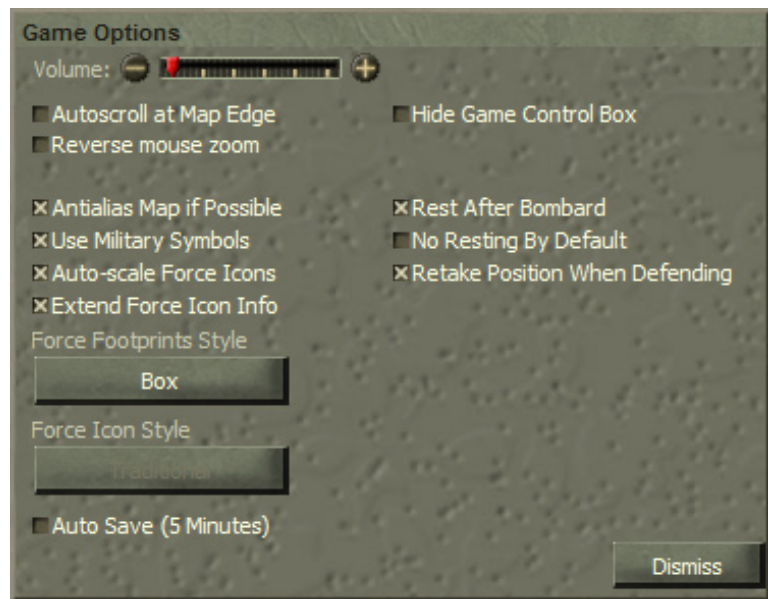 Game Options
Volume:
Autoscroll at Map Edge
Hide Game Control Box
Reverse mouse zoom
Antialias Map if Possible
Rest After Bombard
Use Military Symbols
No Resting By Default
Auto-scale Force Icons
Retake Position When Defending
Extend Force Icon Info
Force Footprints Style
Box
Force Icon Style
Traditional
Auto Save (5 Minutes)
Dismiss